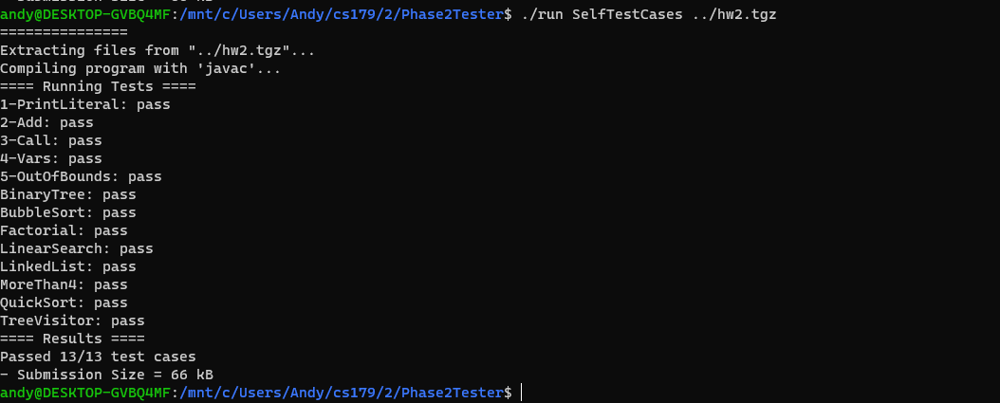 andy@DESKTOP-GVBQ4MF:/mnt/c/Users/Andy/cs179/2/Phase2Tester$ ./run SelfTestCases ../hw2.tgz
===============
Extracting files from "../hw2.tgz"...
Compiling program with 'javac'...
==== Running Tests ====
1-PrintLiteral: pass
2-Add: pass
3-Call: pass
4-Vars: pass
5-OutOfBounds: pass
BinaryTree: pass
BubbleSort: pass
Factorial: pass
LinearSearch: pass
LinkedList: pass
MoreThan4: pass
QuickSort: pass
TreeVisitor: pass
==== Results ====
Passed 13/13 test cases
- Submission Size = 66 kB
andy@DESKTOP-GVBQ4MF:/mnt/c/Users/Andy/cs179/2/Phase2Tester$